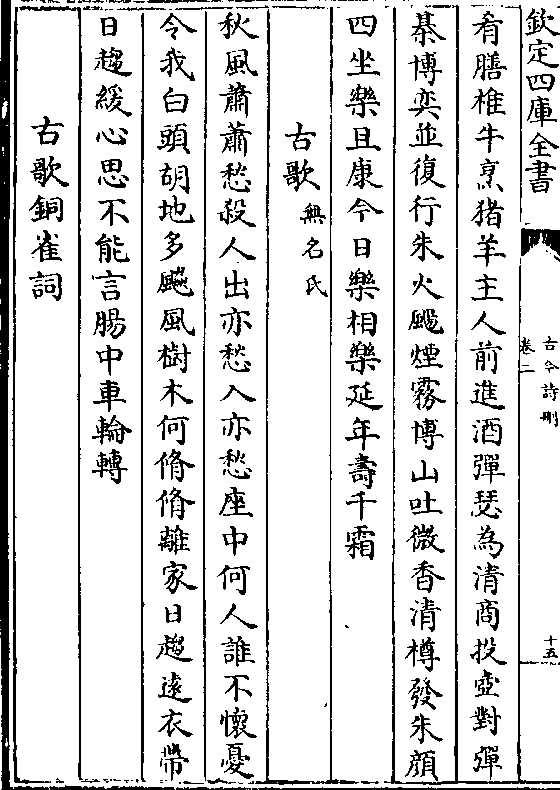 欽定四庫全書
古今詩刪
卷二
十五
肴膳椎牛烹猪羊主人前進酒彈瑟為清商投壺對彈
棊博奕並復行朱火颺煙霧博山吐微香清樽發朱顔
四坐樂且康今日樂相樂延年壽千霜
古歌 無名氏
秋風蕭蕭愁殺人出亦愁入亦愁座中何人誰不懷憂
令我白頭胡地多飈風樹木何脩脩離家日趨逺衣帶
日趨緩心思不能言腸中車輪轉
古歌銅雀詞